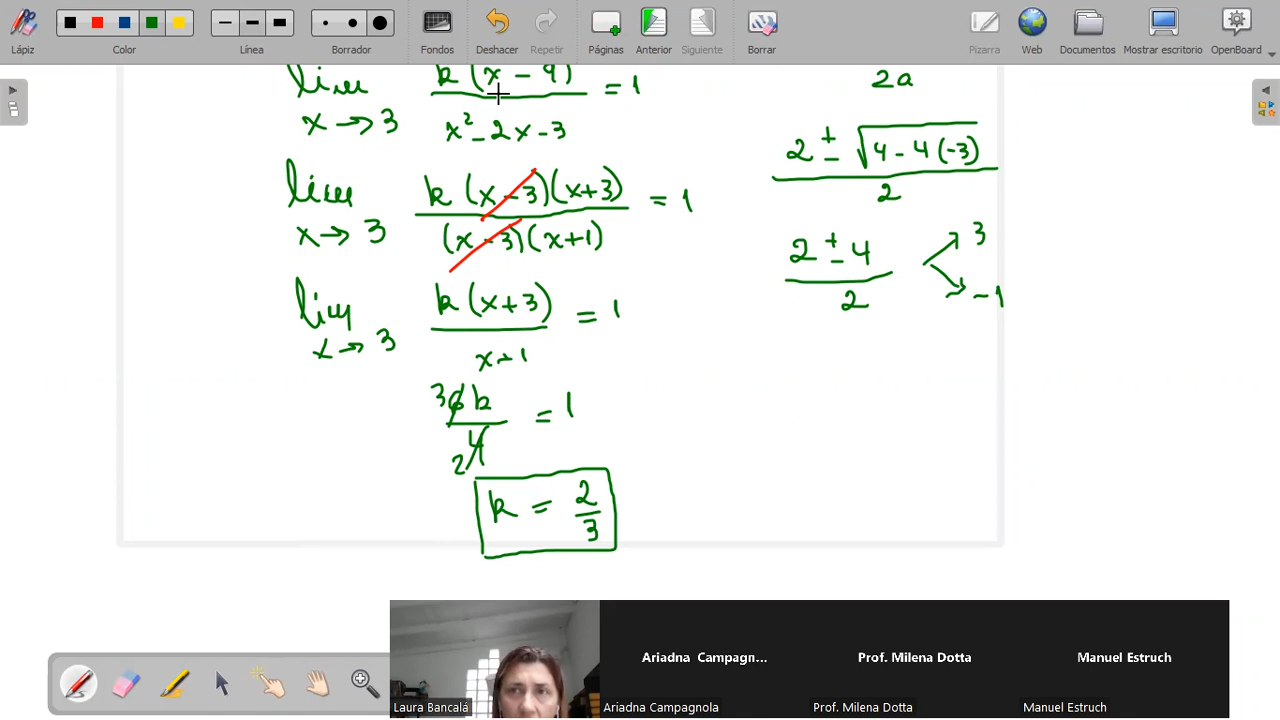 Lápiz Color Línea Borrador Fondos Deshacer Repetir Páginas Anterior Siguiente Borrar Pizarra Web Documentos Mostrar escritorio OpenBoard
lim x→3 k(x - 9) / x² - 2x - 3 = 1
lim x→3 k(x-3)(x+3) / (x-3)(x+1) = 1
lim x→3 k(x+3) / x+1 = 1
3 6k / 2 4 = 1
k = 2/3
2a
2 ± √4 - 4(-3) / 2
2 ± 4 / 2 3 -1
Ariadna Campagn...
Prof. Milena Dotta
Manuel Estruch
Laura Bancalá
Ariadna Campagnola
Prof. Milena Dotta
Manuel Estruch